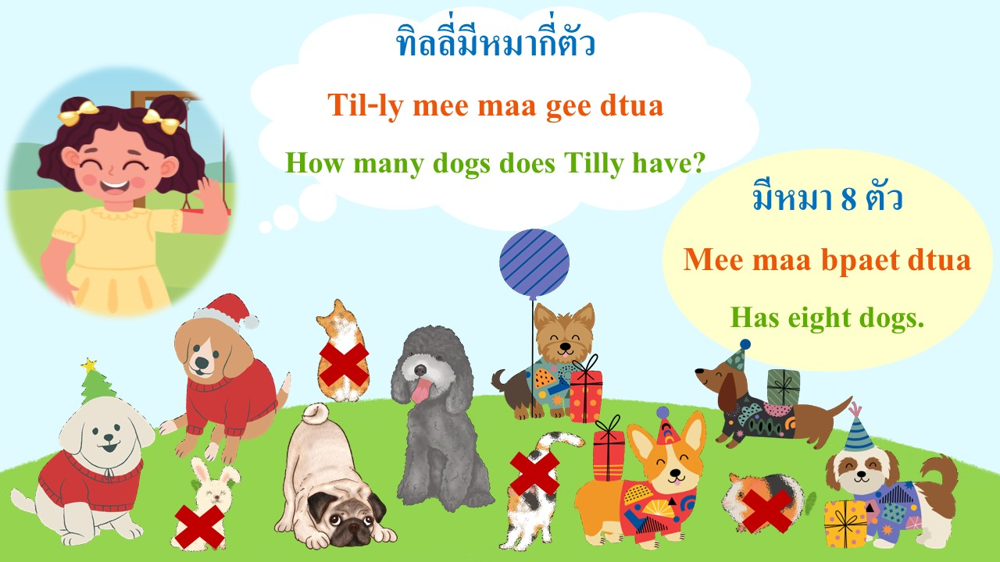 ทิลลี่มีหมากี่ตัว
Til-ly mee maa gee dtua
How many dogs does Tilly have?
มีหมา 8 ตัว
Mee maa bpaet dtua
Has eight dogs.